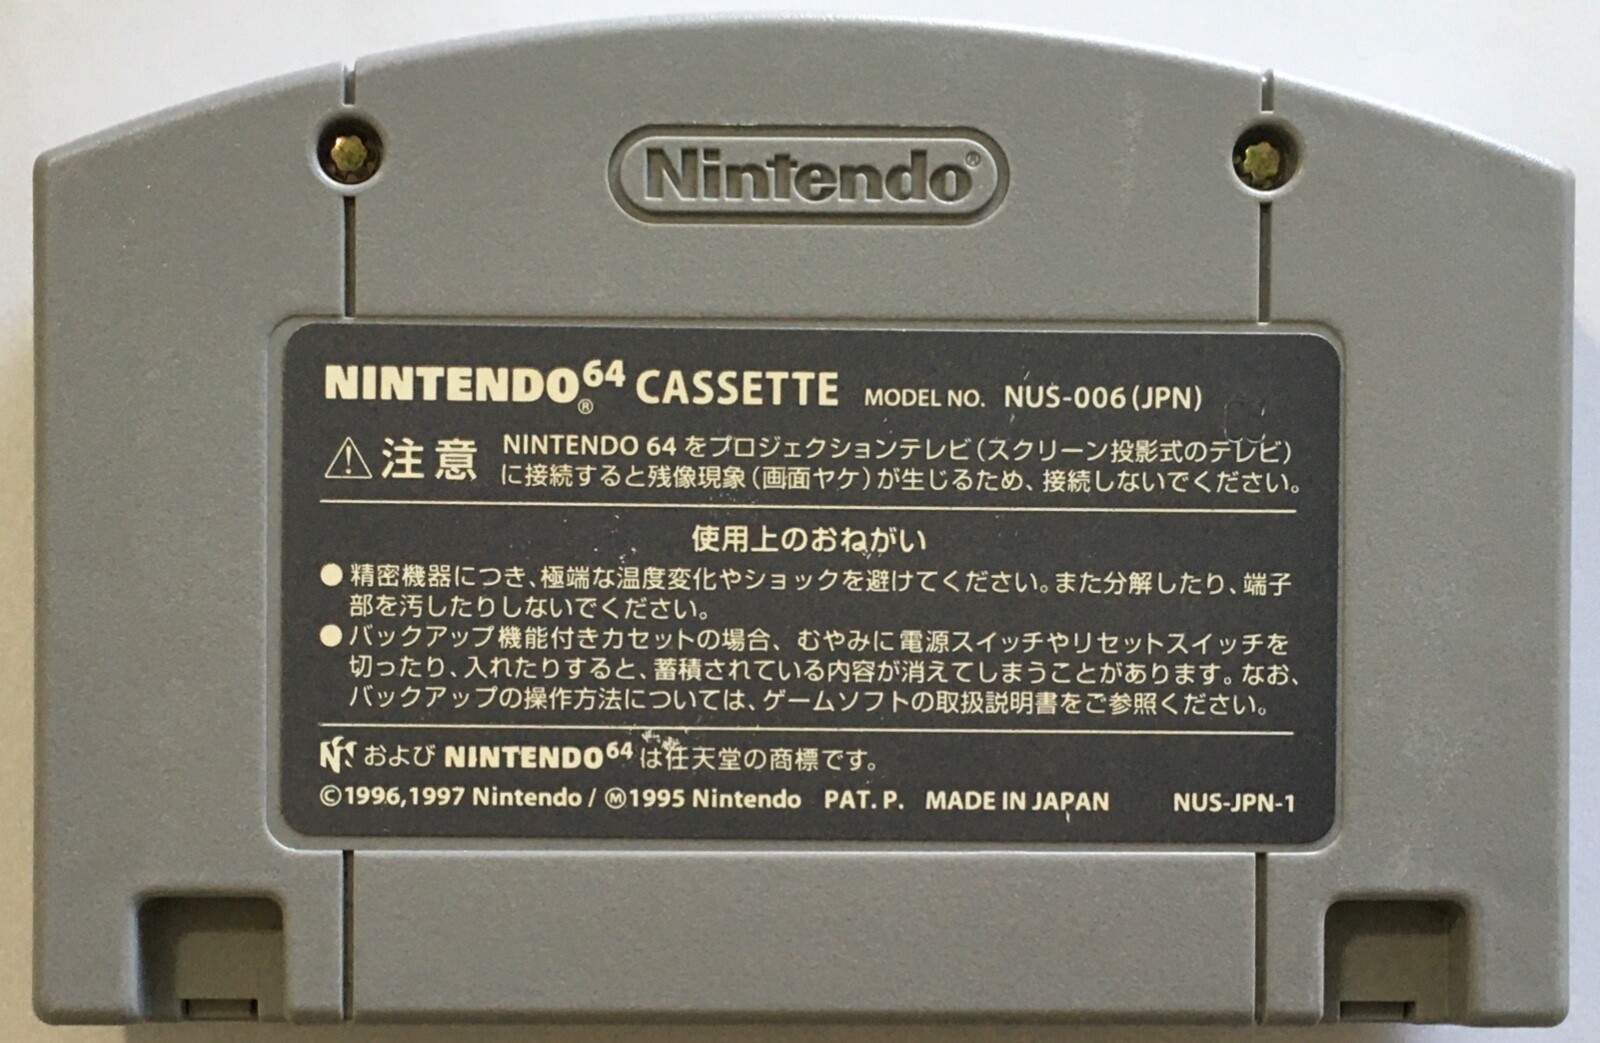 Nintendo®
NINTENDO64® CASSETTE MODEL NO. NUS-006(JPN)
⚠注意 NINTENDO 64 をプロジェクションテレビ(スクリーン投影式のテレビ)
に接続すると残像現象(画面ヤケ)が生じるため、接続しないでください。
使用上のおねがい
●精密機器につき、極端な温度変化やショックを避けてください。また分解したり、端子
部を汚したりしないでください。
●バックアップ機能付きカセットの場合、むやみに電源スイッチやリセットスイッチを
切ったり、入れたりすると、蓄積されている内容が消えてしまうことがあります。なお、
バックアップの操作方法については、ゲームソフトの取扱説明書をご参照ください。
および NINTENDO64 は任天堂の商標です。
©1996,1997 Nintendo / Ⓜ1995 Nintendo PAT. P. MADE IN JAPAN NUS-JPN-1